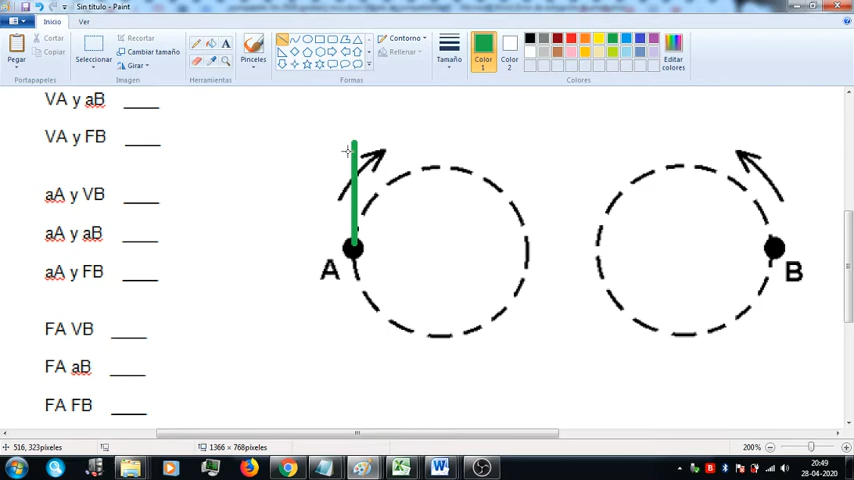 Sin titulo - Paint
Inicio
Ver
Pegar
Cortar
Copiar
Portapapeles
Seleccionar
Recortar
Cambiar tamaño
Girar
Imagen
A
Herramientas
Pinceles
Contorno
Rellenar
Formas
Tamaño
Color 1
Color 2
Editar colores
Colores
VA y aB ____
VA y FB ____
aA y VB ____
aA y aB ____
aA y FB ____
FA VB ____
FA aB ____
FA FB ____
A
B
516, 323píxeles
1366 × 768píxeles
200%
20:49
28-04-2020